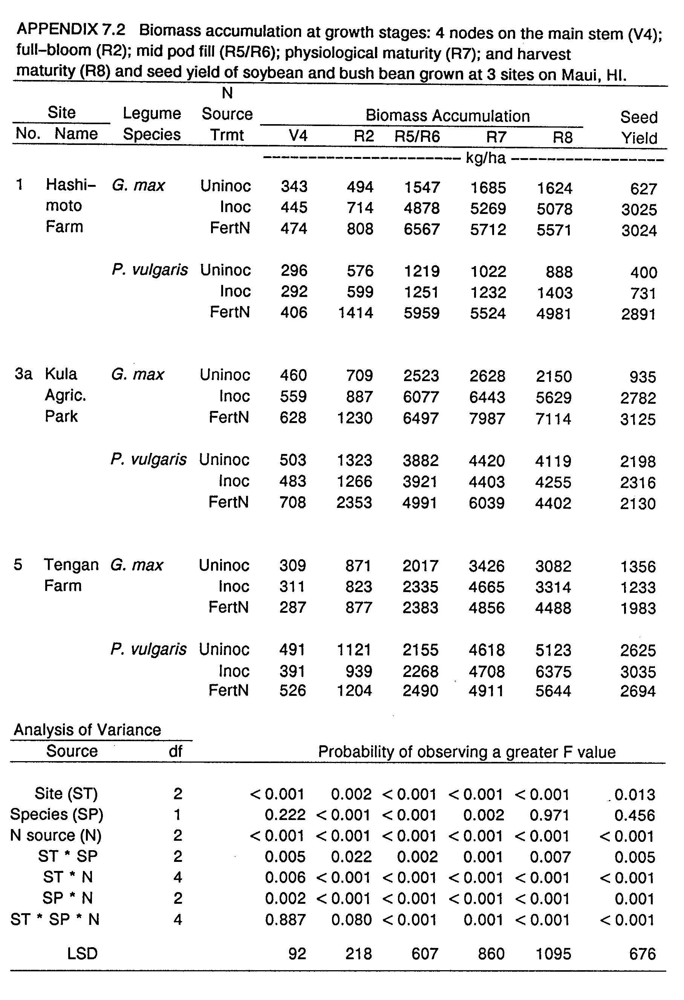 APPENDIX 7.2 Biomass accumulation at growth stages: 4 nodes on the main stem (V4);
full–bloom (R2); mid pod fill (R5/R6); physiological maturity (R7); and harvest
maturity (R8) and seed yield of soybean and bush bean grown at 3 sites on Maui, HI.
N
Site Legume Source Biomass Accumulation Seed
No. Name Species Trmt V4 R2 R5/R6 R7 R8 Yield
------------------------ kg/ha ------------------
1 Hashi– G. max Uninoc 343 494 1547 1685 1624 627
moto Inoc 445 714 4878 5269 5078 3025
Farm FertN 474 808 6567 5712 5571 3024
P. vulgaris Uninoc 296 576 1219 1022 888 400
Inoc 292 599 1251 1232 1403 731
FertN 406 1414 5959 5524 4981 2891
3a Kula G. max Uninoc 460 709 2523 2628 2150 935
Agric. Inoc 559 887 6077 6443 5629 2782
Park FertN 628 1230 6497 7987 7114 3125
P. vulgaris Uninoc 503 1323 3882 4420 4119 2198
Inoc 483 1266 3921 4403 4255 2316
FertN 708 2353 4991 6039 4402 2130
5 Tengan G. max Uninoc 309 871 2017 3426 3082 1356
Farm Inoc 311 823 2335 4665 3314 1233
FertN 287 877 2383 4856 4488 1983
P. vulgaris Uninoc 491 1121 2155 4618 5123 2625
Inoc 391 939 2268 4708 6375 3035
FertN 526 1204 2490 4911 5644 2694
Analysis of Variance
Source df Probability of observing a greater F value
Site (ST) 2 < 0.001 0.002 < 0.001 < 0.001 < 0.001 0.013
Species (SP) 1 0.222 < 0.001 < 0.001 0.002 0.971 0.456
N source (N) 2 < 0.001 < 0.001 < 0.001 < 0.001 < 0.001 < 0.001
ST * SP 2 0.005 0.022 0.002 0.001 0.007 0.005
ST * N 4 0.006 < 0.001 < 0.001 < 0.001 < 0.001 < 0.001
SP * N 2 0.002 < 0.001 < 0.001 < 0.001 < 0.001 0.001
ST * SP * N 4 0.887 0.080 < 0.001 0.001 < 0.001 < 0.001
LSD 92 218 607 860 1095 676